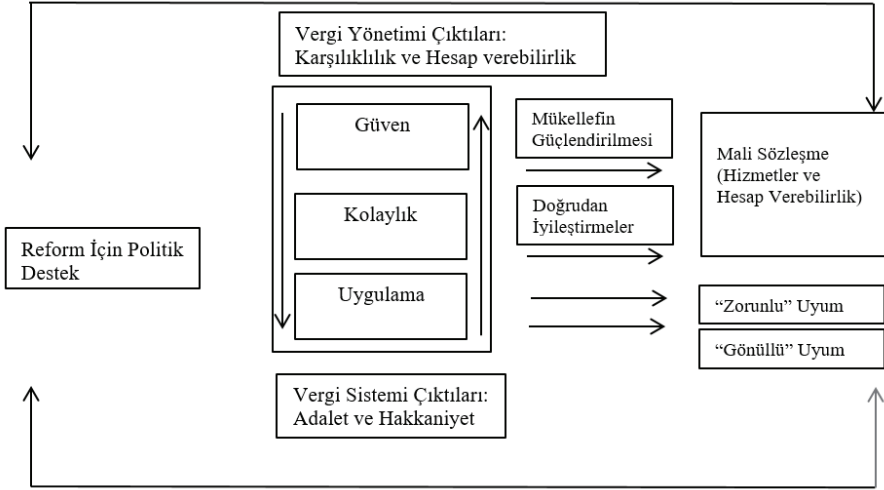 Vergi Yönetimi Çıktıları:
Karşılıklılık ve Hesap verebilirlik
Güven
Kolaylık
Uygulama
Mükellefin
Güçlendirilmesi
Doğrudan
İyileştirmeler
Mali Sözleşme
(Hizmetler ve
Hesap Verebilirlik)
Reform İçin Politik
Destek
“Zorunlu” Uyum
“Gönüllü” Uyum
Vergi Sistemi Çıktıları:
Adalet ve Hakkaniyet